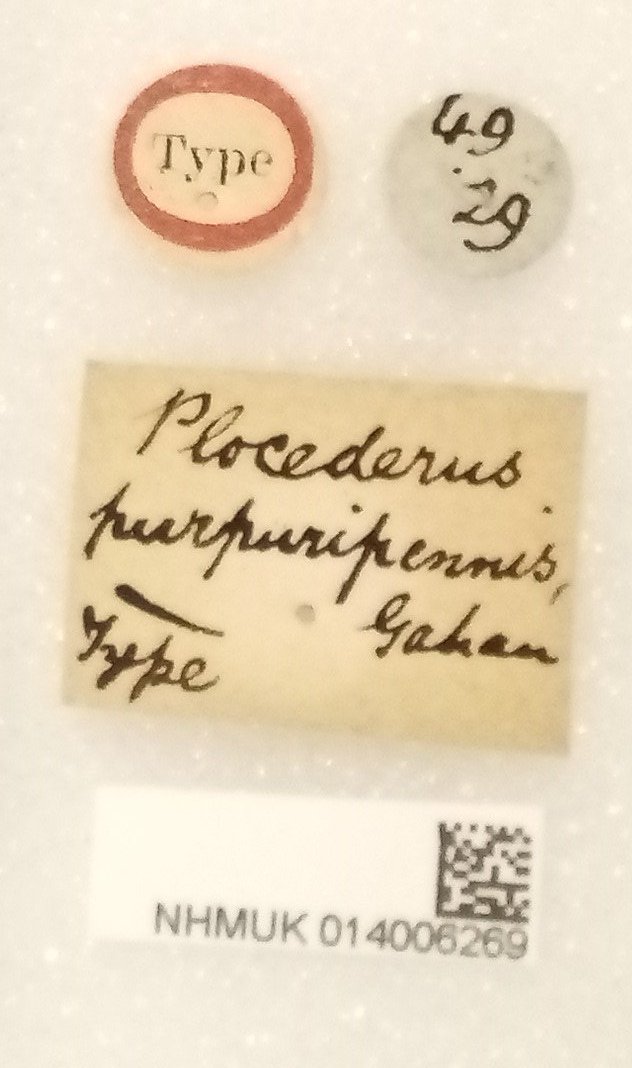 Type
49
29
Plocederus
purpuripennis,
Gahan
Type
NHMUK 014006269